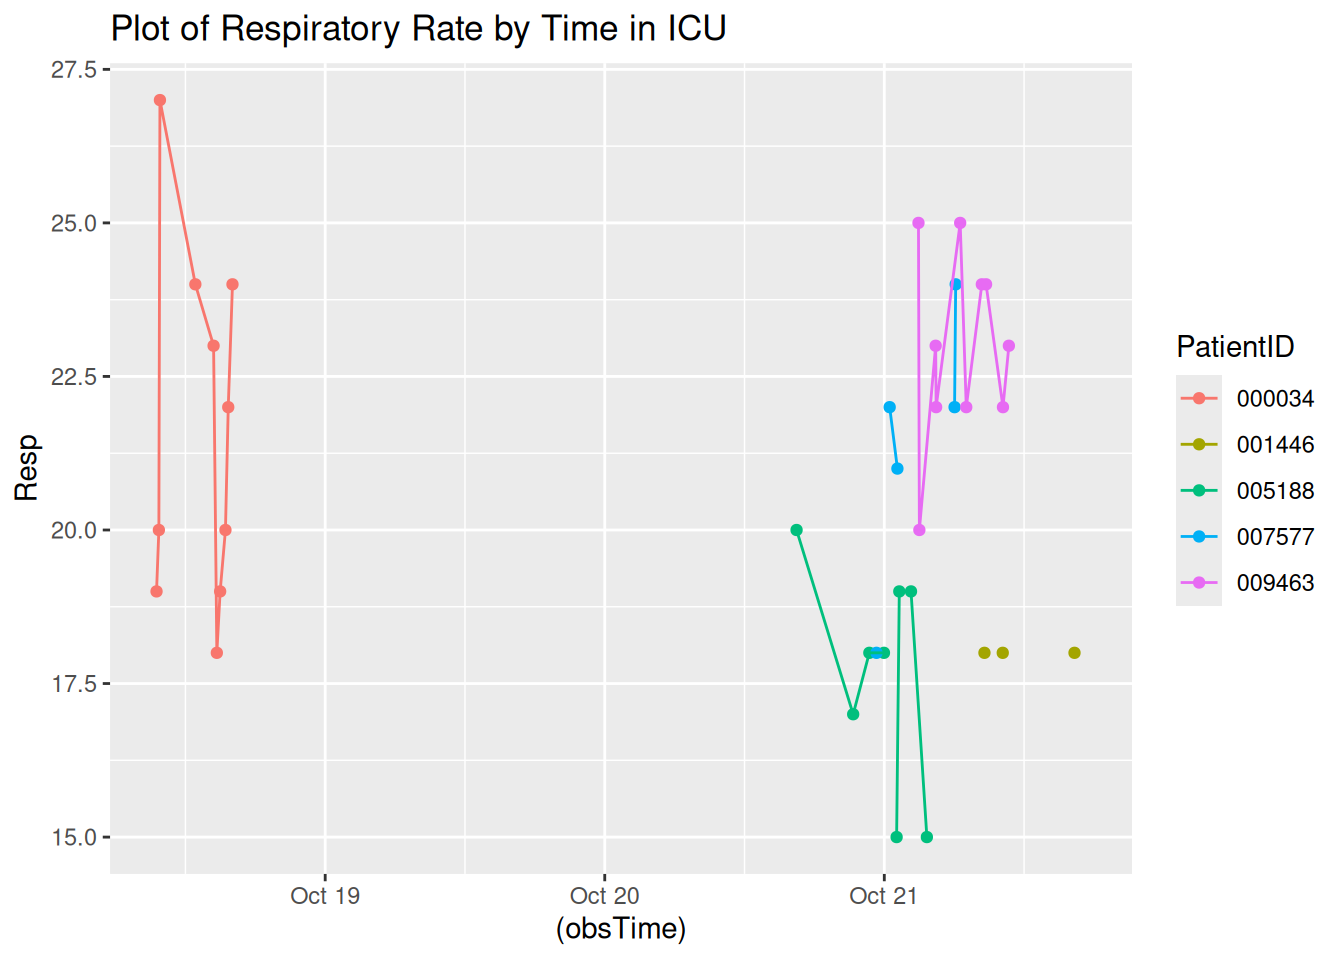 Plot of Respiratory Rate by Time in ICU
27.5
25.0
22.5
20.0
17.5
15.0
Resp
Oct 19
Oct 20
Oct 21
(obsTime)
PatientID
000034
001446
005188
007577
009463